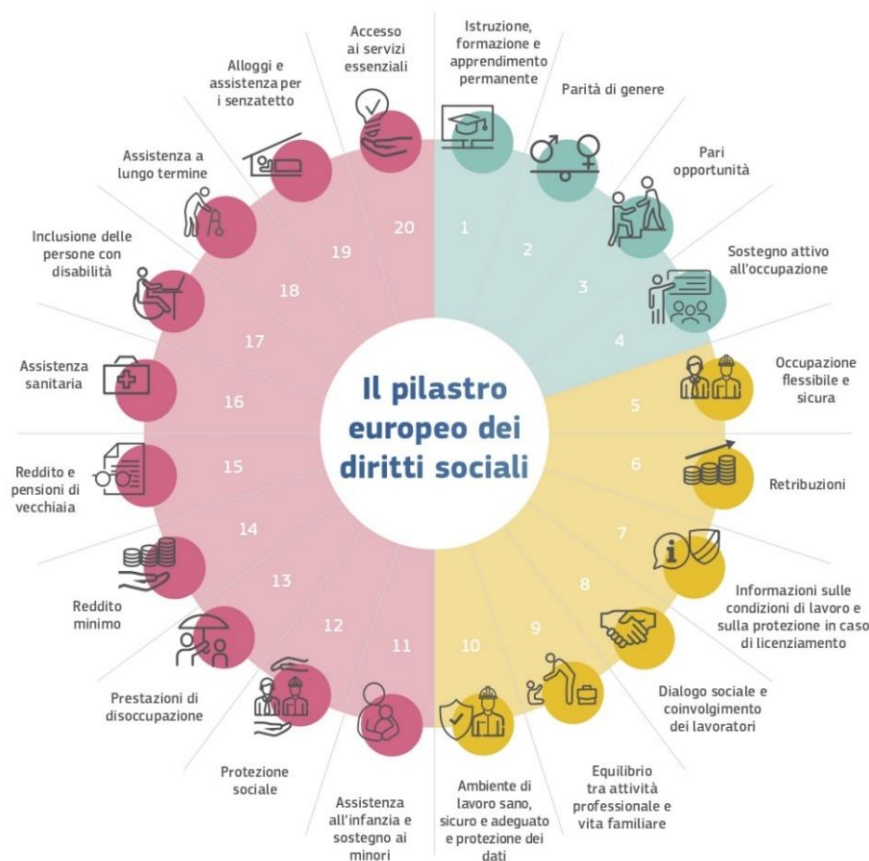 Il pilastro
europeo dei
diritti sociali
1
Istruzione,
formazione e
apprendimento
permanente
2
Parità di genere
3
Pari
opportunità
4
Sostegno attivo
all'occupazione
5
Occupazione
flessibile e
sicura
6
Retribuzioni
7
Informazioni sulle
condizioni di lavoro e
sulla protezione in caso
di licenziamento
8
Dialogo sociale e
coinvolgimento
dei lavoratori
9
Equilibrio
tra attività
professionale e
vita familiare
10
Ambiente di
lavoro sano,
sicuro e adeguato
e protezione dei
dati
11
Assistenza
all'infanzia e
sostegno ai
minori
12
Protezione
sociale
13
Prestazioni di
disoccupazione
14
Reddito
minimo
15
Reddito e
pensioni di
vecchiaia
16
Assistenza
sanitaria
17
Inclusione delle
persone con
disabilità
18
Assistenza a
lungo termine
19
Alloggi e
assistenza per
i senzatetto
20
Accesso
ai servizi
essenziali